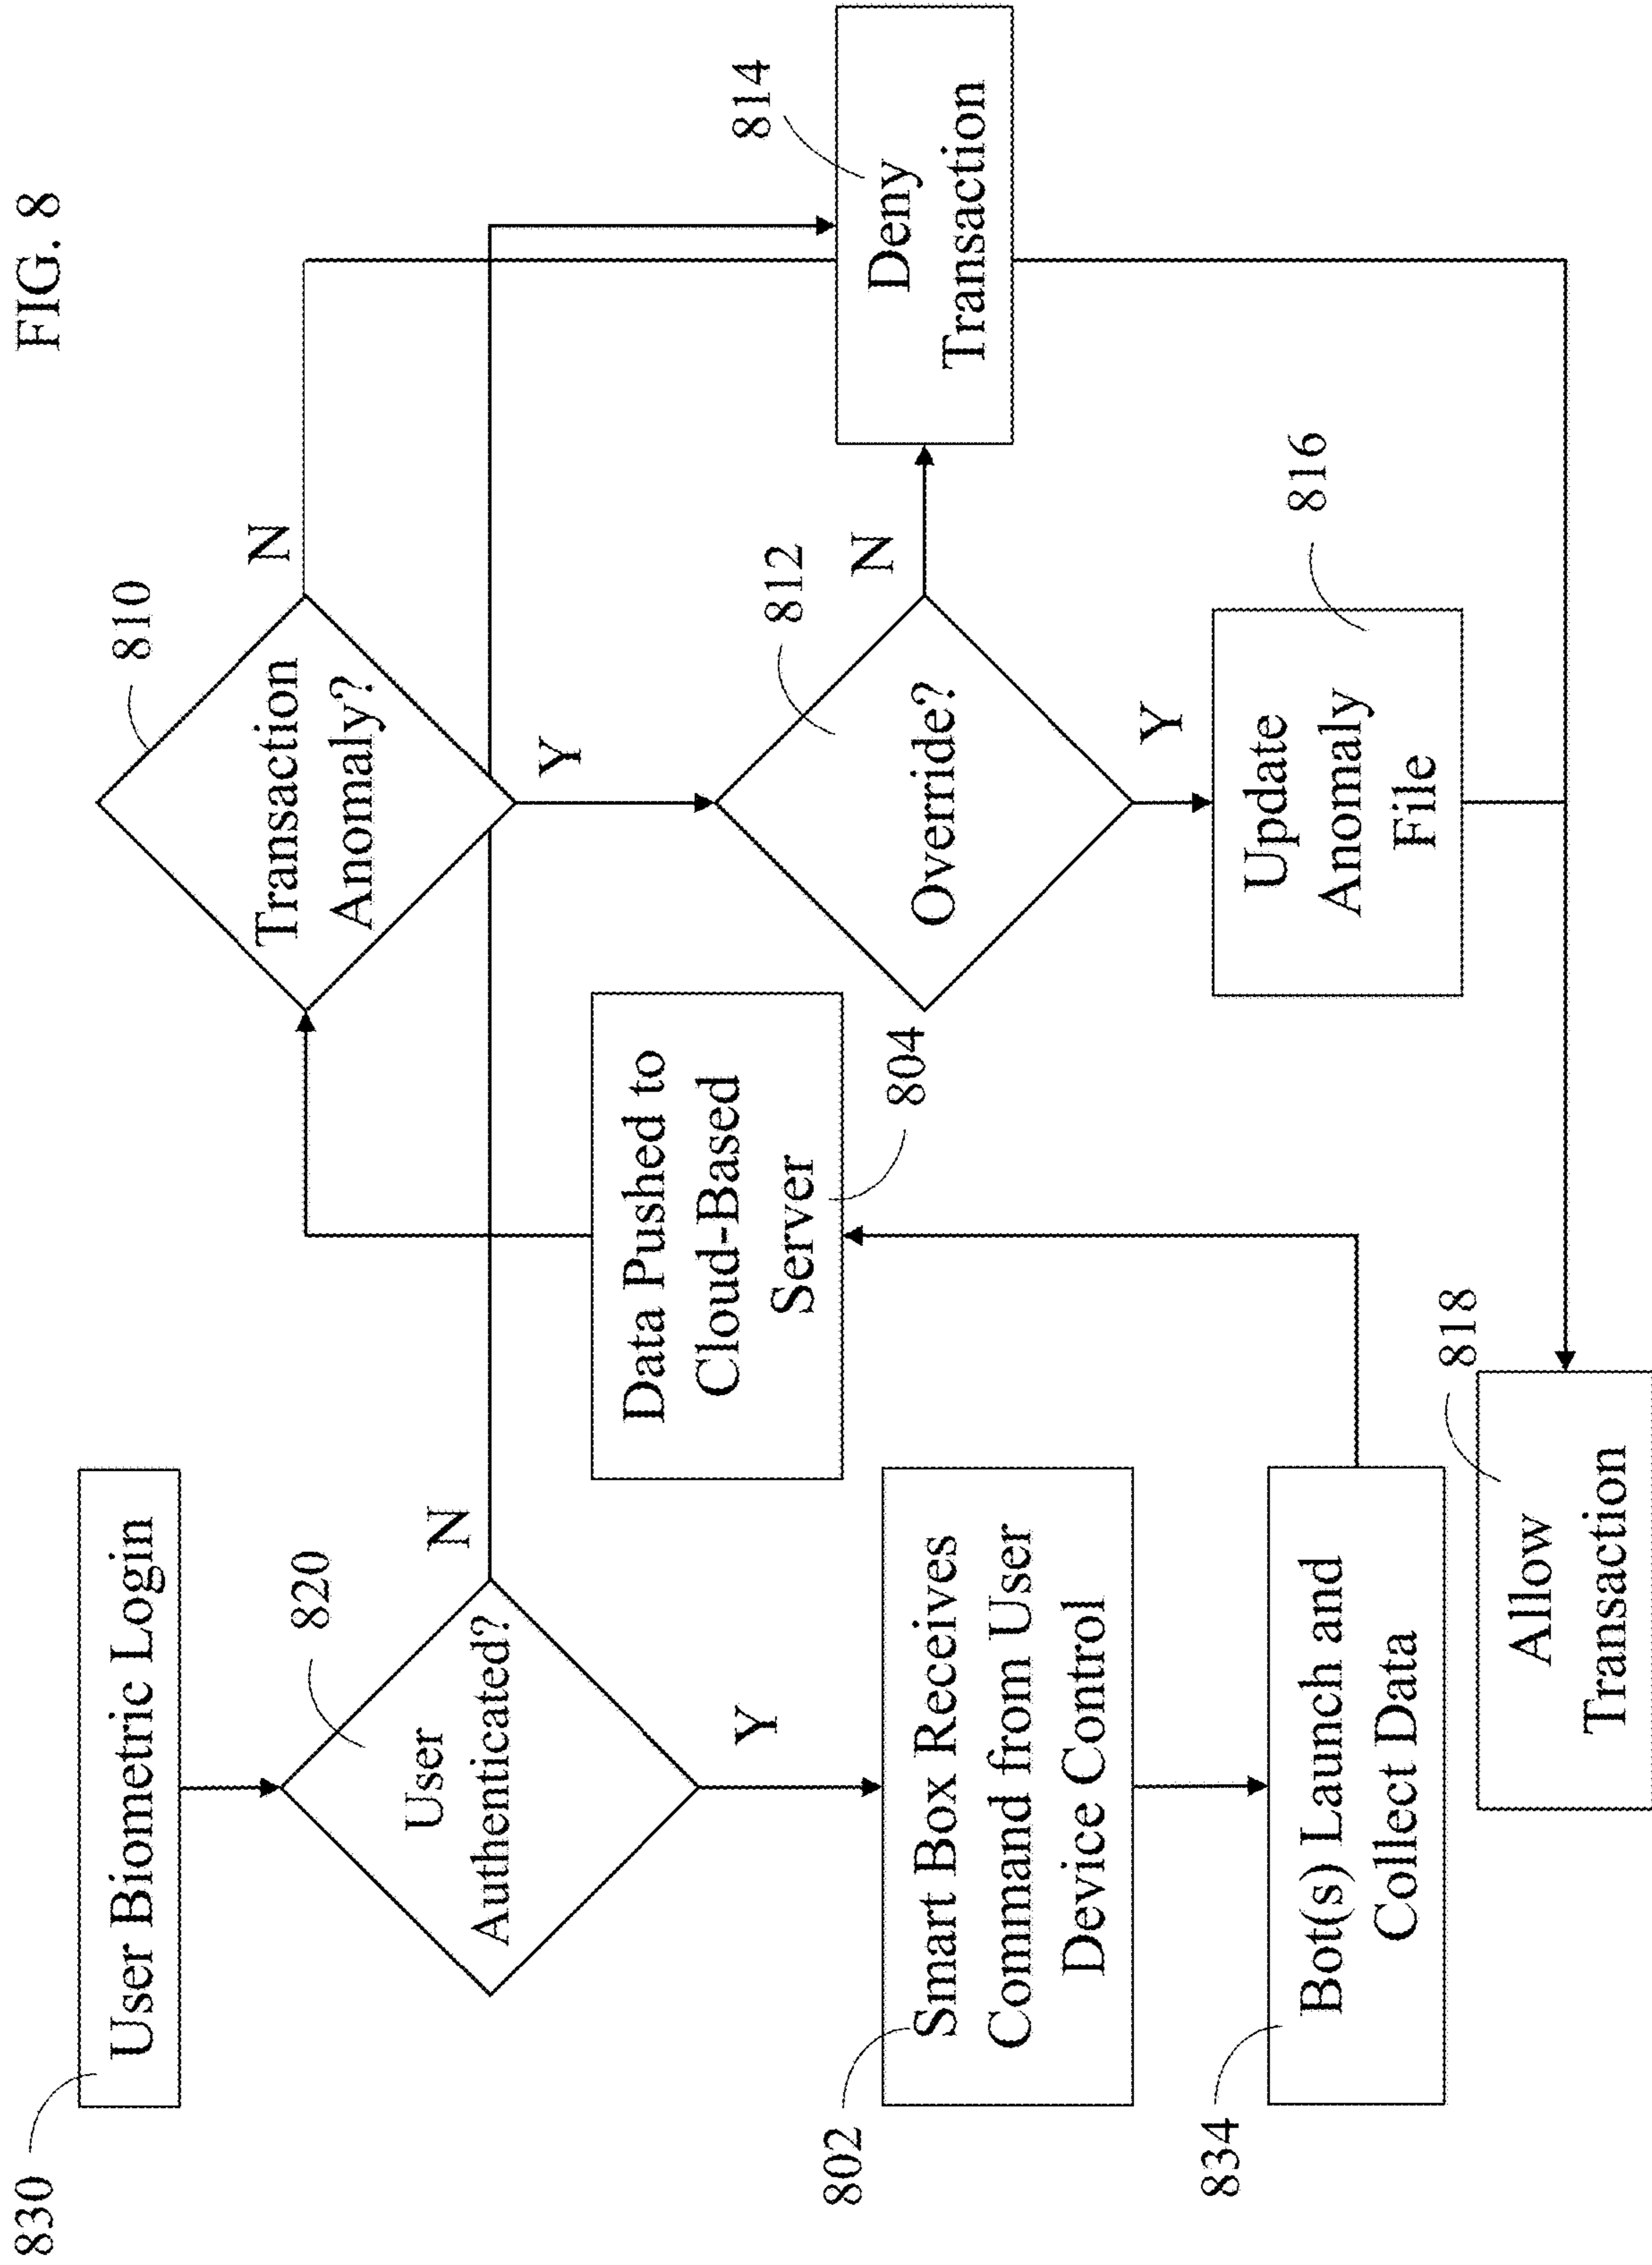 FIG. 8
830
User Biometric Login
820
User
Authenticated?
N
Y
802
Smart Box Receives
Command from User
Device Control
834
Bot(s) Launch and
Collect Data
Data Pushed to
Cloud-Based
Server
804
810
Transaction
Anomaly?
N
Y
812
Override?
N
Y
814
Deny
Transaction
816
Update
Anomaly
File
818
Allow
Transaction